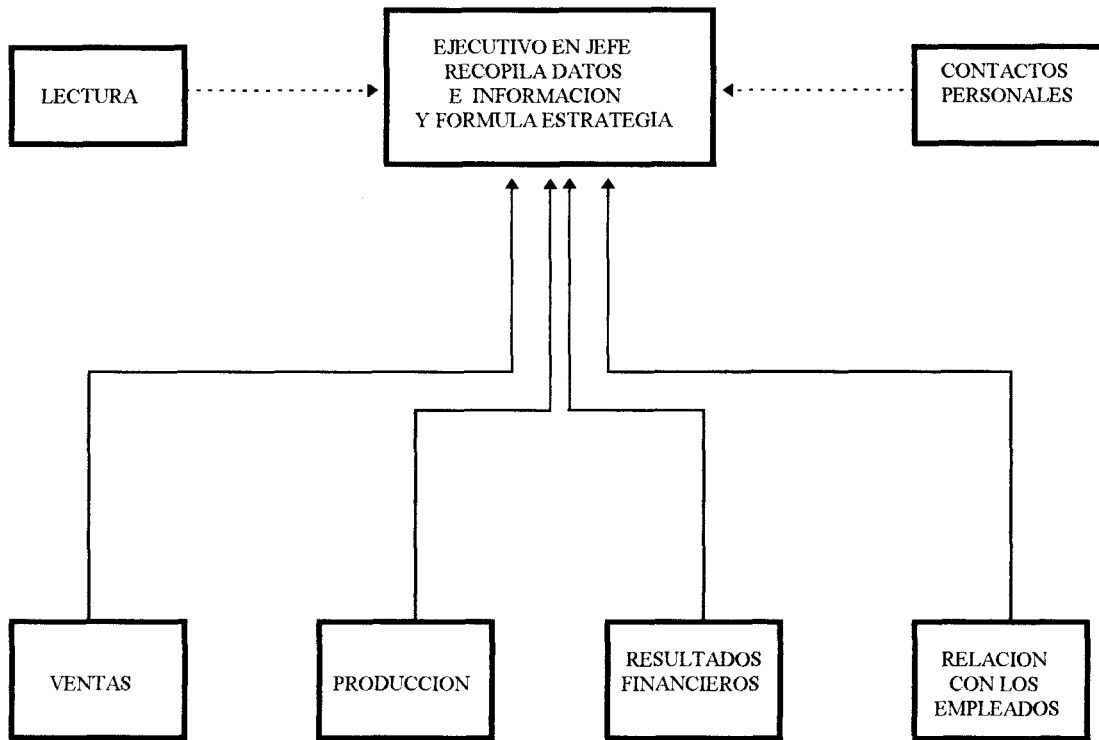 EJECUTIVO EN JEFE
RECOPILA DATOS
E INFORMACION
Y FORMULA ESTRATEGIA
LECTURA
CONTACTOS
PERSONALES
VENTAS
PRODUCCION
RESULTADOS
FINANCIEROS
RELACION
CON LOS
EMPLEADOS